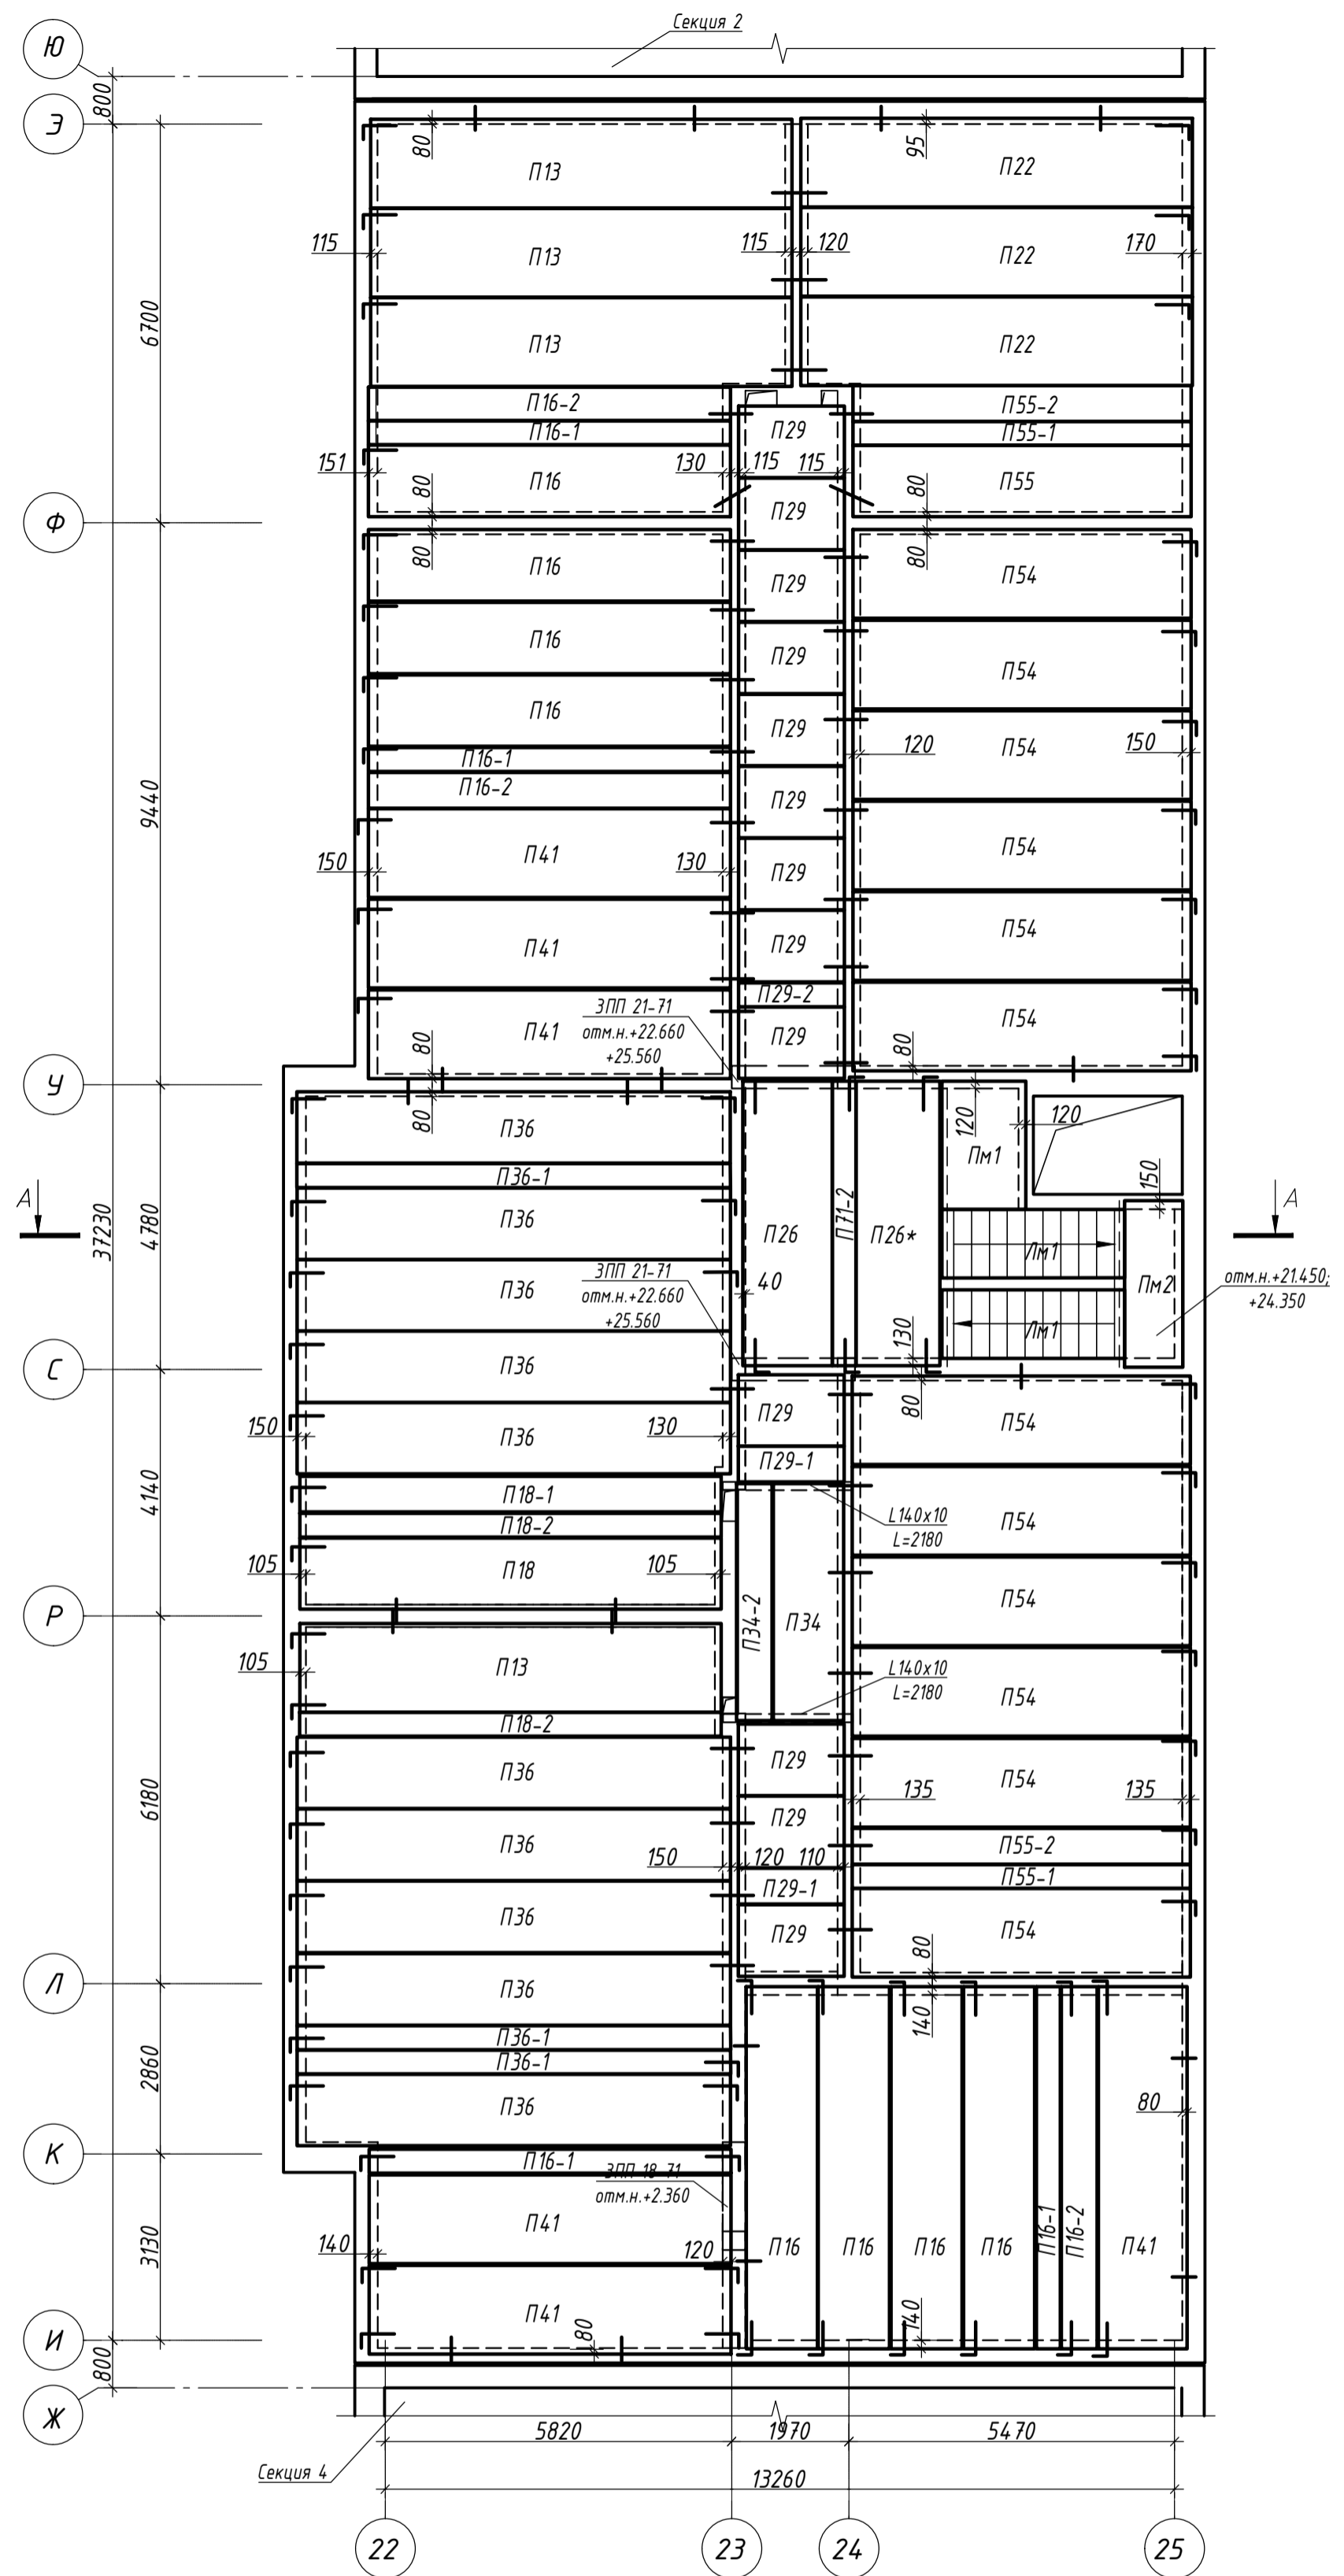 Секция 2
Ю
800
Э
80
95
П13
П22
115
П13
115
120
П22
170
6700
П13
П22
П16-2
П55-2
П16-1
П29
П55-1
151
80
П16
130
115
115
80
П55
Ф
П29
80
П16
80
П54
П29
П16
П29
П54
П16
П29
120
П54
150
П16-1
П16-2
9440
П29
П41
П54
150
130
П29
П41
П29
П54
ЗПП 21-71
отм.н.+22.660
+25.560
П29-2
П41
80
П29
80
П54
У
80
П36
120
120
Пм1
П36-1
150
А
37230
4780
П36
П26
П71-2
П26*
Лм1
А
ЗПП 21-71
отм.н.+22.660
+25.560
40
Пм2
отм.н.+21.450;
+24.350
П36
130
Лм1
С
П36
80
150
П36
130
П29
П54
П29-1
4140
П18-1
L140x10
L=2180
П54
П18-2
105
П18
105
Р
П34-2
П34
П54
105
П13
L140x10
L=2180
П54
П18-2
6180
П36
П29
П54
135
135
П36
П29
П55-2
150
120
110
П29-1
П55-1
П36
П29
П54
80
Л
П36
140
2860
П36-1
П36-1
П36
80
К
П16-1
ЗПП 18-71
отм.н.+2.360
3130
П41
140
120
П16
П16
П16
П16
П16-1
П16-2
П41
П41
80
140
И
800
Ж
5820
1970
5470
Секция 4
13260
22
23
24
25